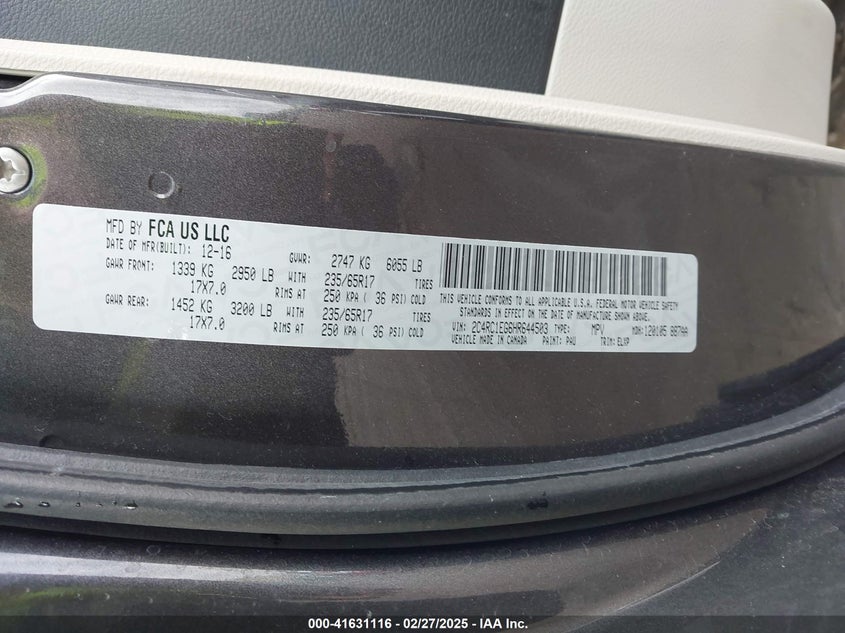 MFD BY FCA US LLC
DATE OF MFR(BUILT): 12-16 GVWR: 2747 KG 6055 LB
GAWR FRONT: 1339 KG 2950 LB WITH 235/65R17 TIRES
17X7.0 RIMS AT 250 KPA ( 36 PSI) COLD
GAWR REAR: 1452 KG 3200 LB WITH 235/65R17 TIRES
17X7.0 RIMS AT 250 KPA ( 36 PSI) COLD
THIS VEHICLE CONFORMS TO ALL APPLICABLE U.S.A. FEDERAL MOTOR VEHICLE SAFETY
STANDARDS IN EFFECT ON THE DATE OF MANUFACTURE SHOWN ABOVE.
VIN: 2C4RC1EG6HR644503 TYPE: MPV MDH:120105 887AA
VEHICLE MADE IN CANADA PAINT: PAU TRIM: ELXP
000-41631116 — 02/27/2025 — IAA Inc.